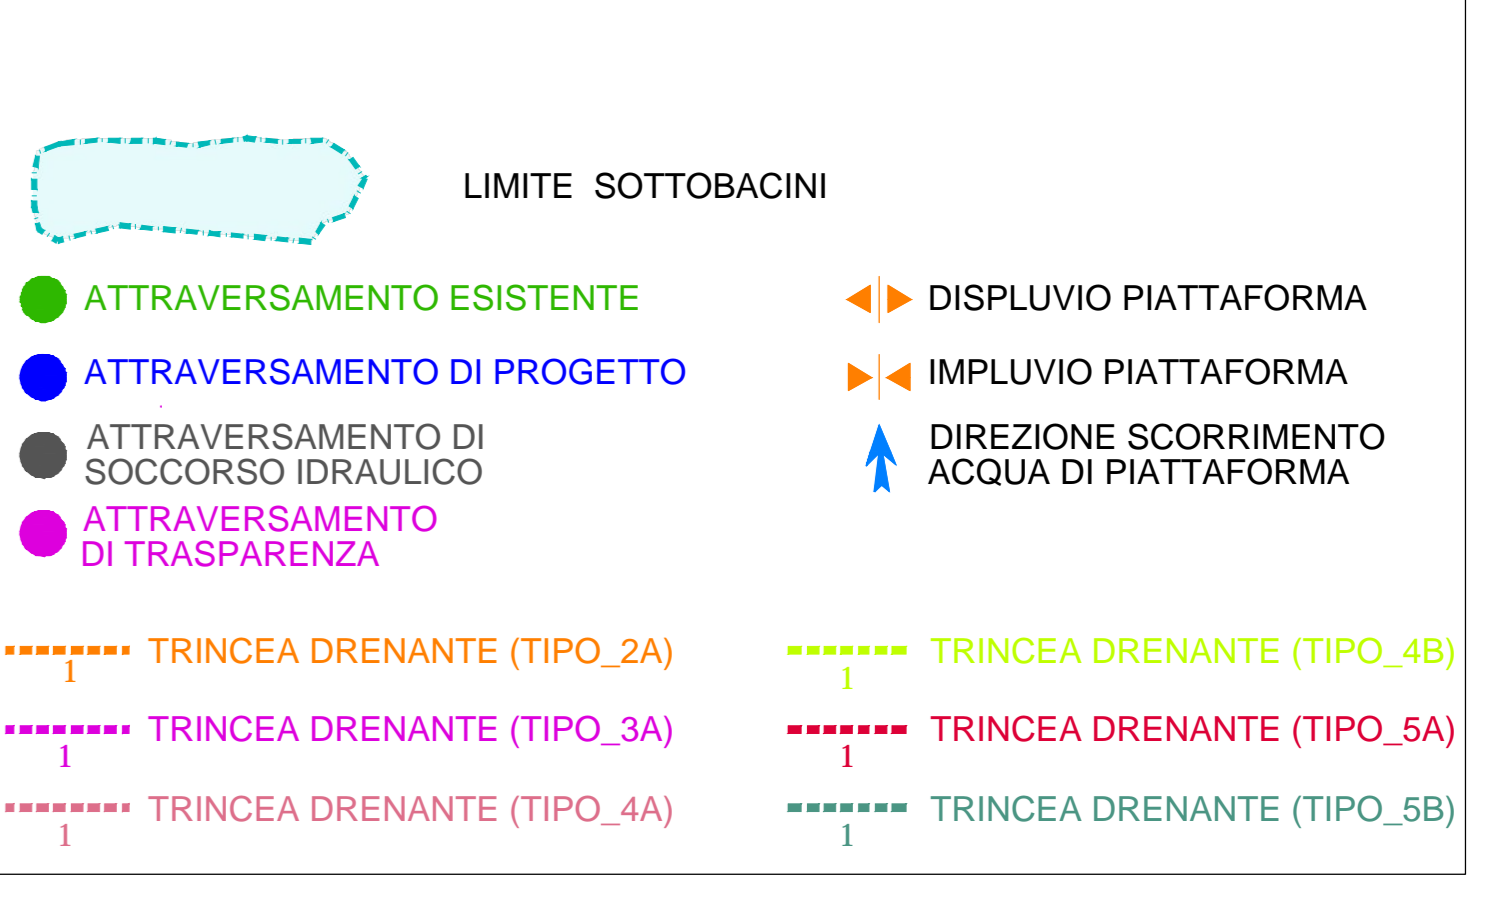 LIMITE SOTTOBACINI
ATTRAVERSAMENTO ESISTENTE
ATTRAVERSAMENTO DI PROGETTO
ATTRAVERSAMENTO DI
SOCCORSO IDRAULICO
ATTRAVERSAMENTO
DI TRASPARENZA
DISPLUVIO PIATTAFORMA
IMPLUVIO PIATTAFORMA
DIREZIONE SCORRIMENTO
ACQUA DI PIATTAFORMA
TRINCEA DRENANTE (TIPO_2A)
1
TRINCEA DRENANTE (TIPO_3A)
1
TRINCEA DRENANTE (TIPO_4A)
1
TRINCEA DRENANTE (TIPO_4B)
1
TRINCEA DRENANTE (TIPO_5A)
1
TRINCEA DRENANTE (TIPO_5B)
1